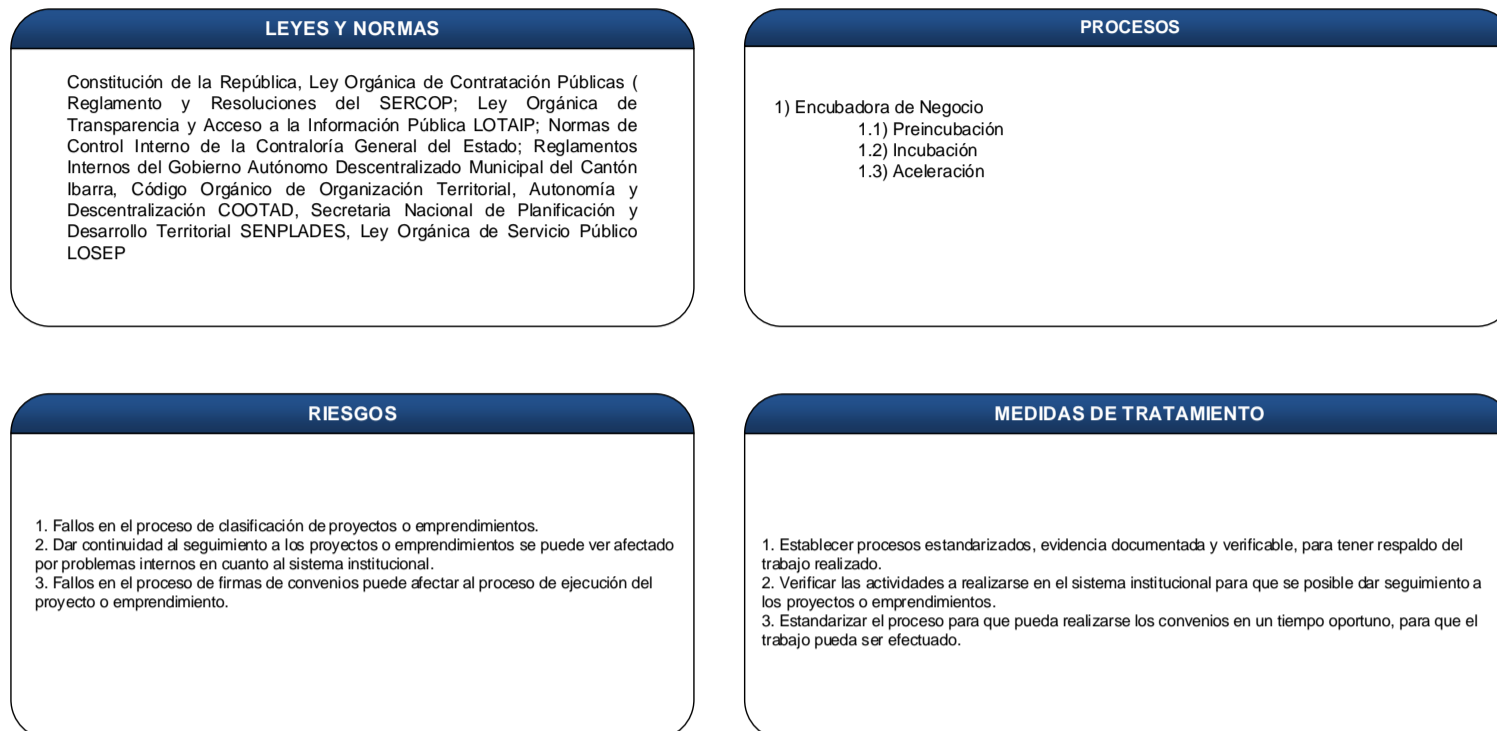 LEYES Y NORMAS
Constitución de la República, Ley Orgánica de Contratación Públicas (
Reglamento y Resoluciones del SERCOP; Ley Orgánica de
Transparencia y Acceso a la Información Pública LOTAIP; Normas de
Control Interno de la Contraloría General del Estado; Reglamentos
Internos del Gobierno Autónomo Descentralizado Municipal del Cantón
Ibarra, Código Orgánico de Organización Territorial, Autonomía y
Descentralización COOTAD, Secretaria Nacional de Planificación y
Desarrollo Territorial SENPLADES, Ley Orgánica de Servicio Público
LOSEP
PROCESOS
1) Encubadora de Negocio
1.1) Preincubación
1.2) Incubación
1.3) Aceleración
RIESGOS
1. Fallos en el proceso de clasificación de proyectos o emprendimientos.
2. Dar continuidad al seguimiento a los proyectos o emprendimientos se puede ver afectado
por problemas internos en cuanto al sistema institucional.
3. Fallos en el proceso de firmas de convenios puede afectar al proceso de ejecución del
proyecto o emprendimiento.
MEDIDAS DE TRATAMIENTO
1. Establecer procesos estandarizados, evidencia documentada y verificable, para tener respaldo del
trabajo realizado.
2. Verificar las actividades a realizarse en el sistema institucional para que se posible dar seguimiento a
los proyectos o emprendimientos.
3. Estandarizar el proceso para que pueda realizarse los convenios en un tiempo oportuno, para que el
trabajo pueda ser efectuado.